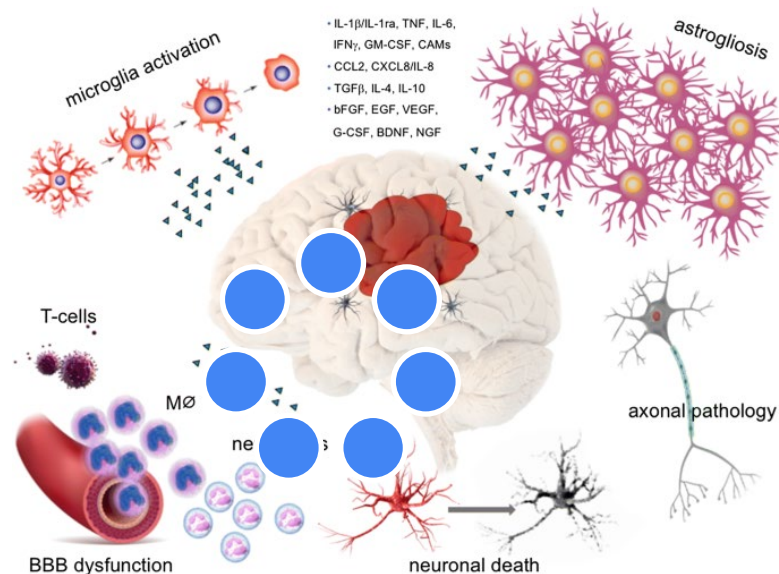 microglia activation
• IL-1β/IL-1ra, TNF, IL-6,
IFNγ, GM-CSF, CAMs
• CCL2, CXCL8/IL-8
• TGFβ, IL-4, IL-10
• bFGF, EGF, VEGF,
G-CSF, BDNF, NGF
astrogliosis
T-cells
MØ
axonal pathology
BBB dysfunction
neuronal death